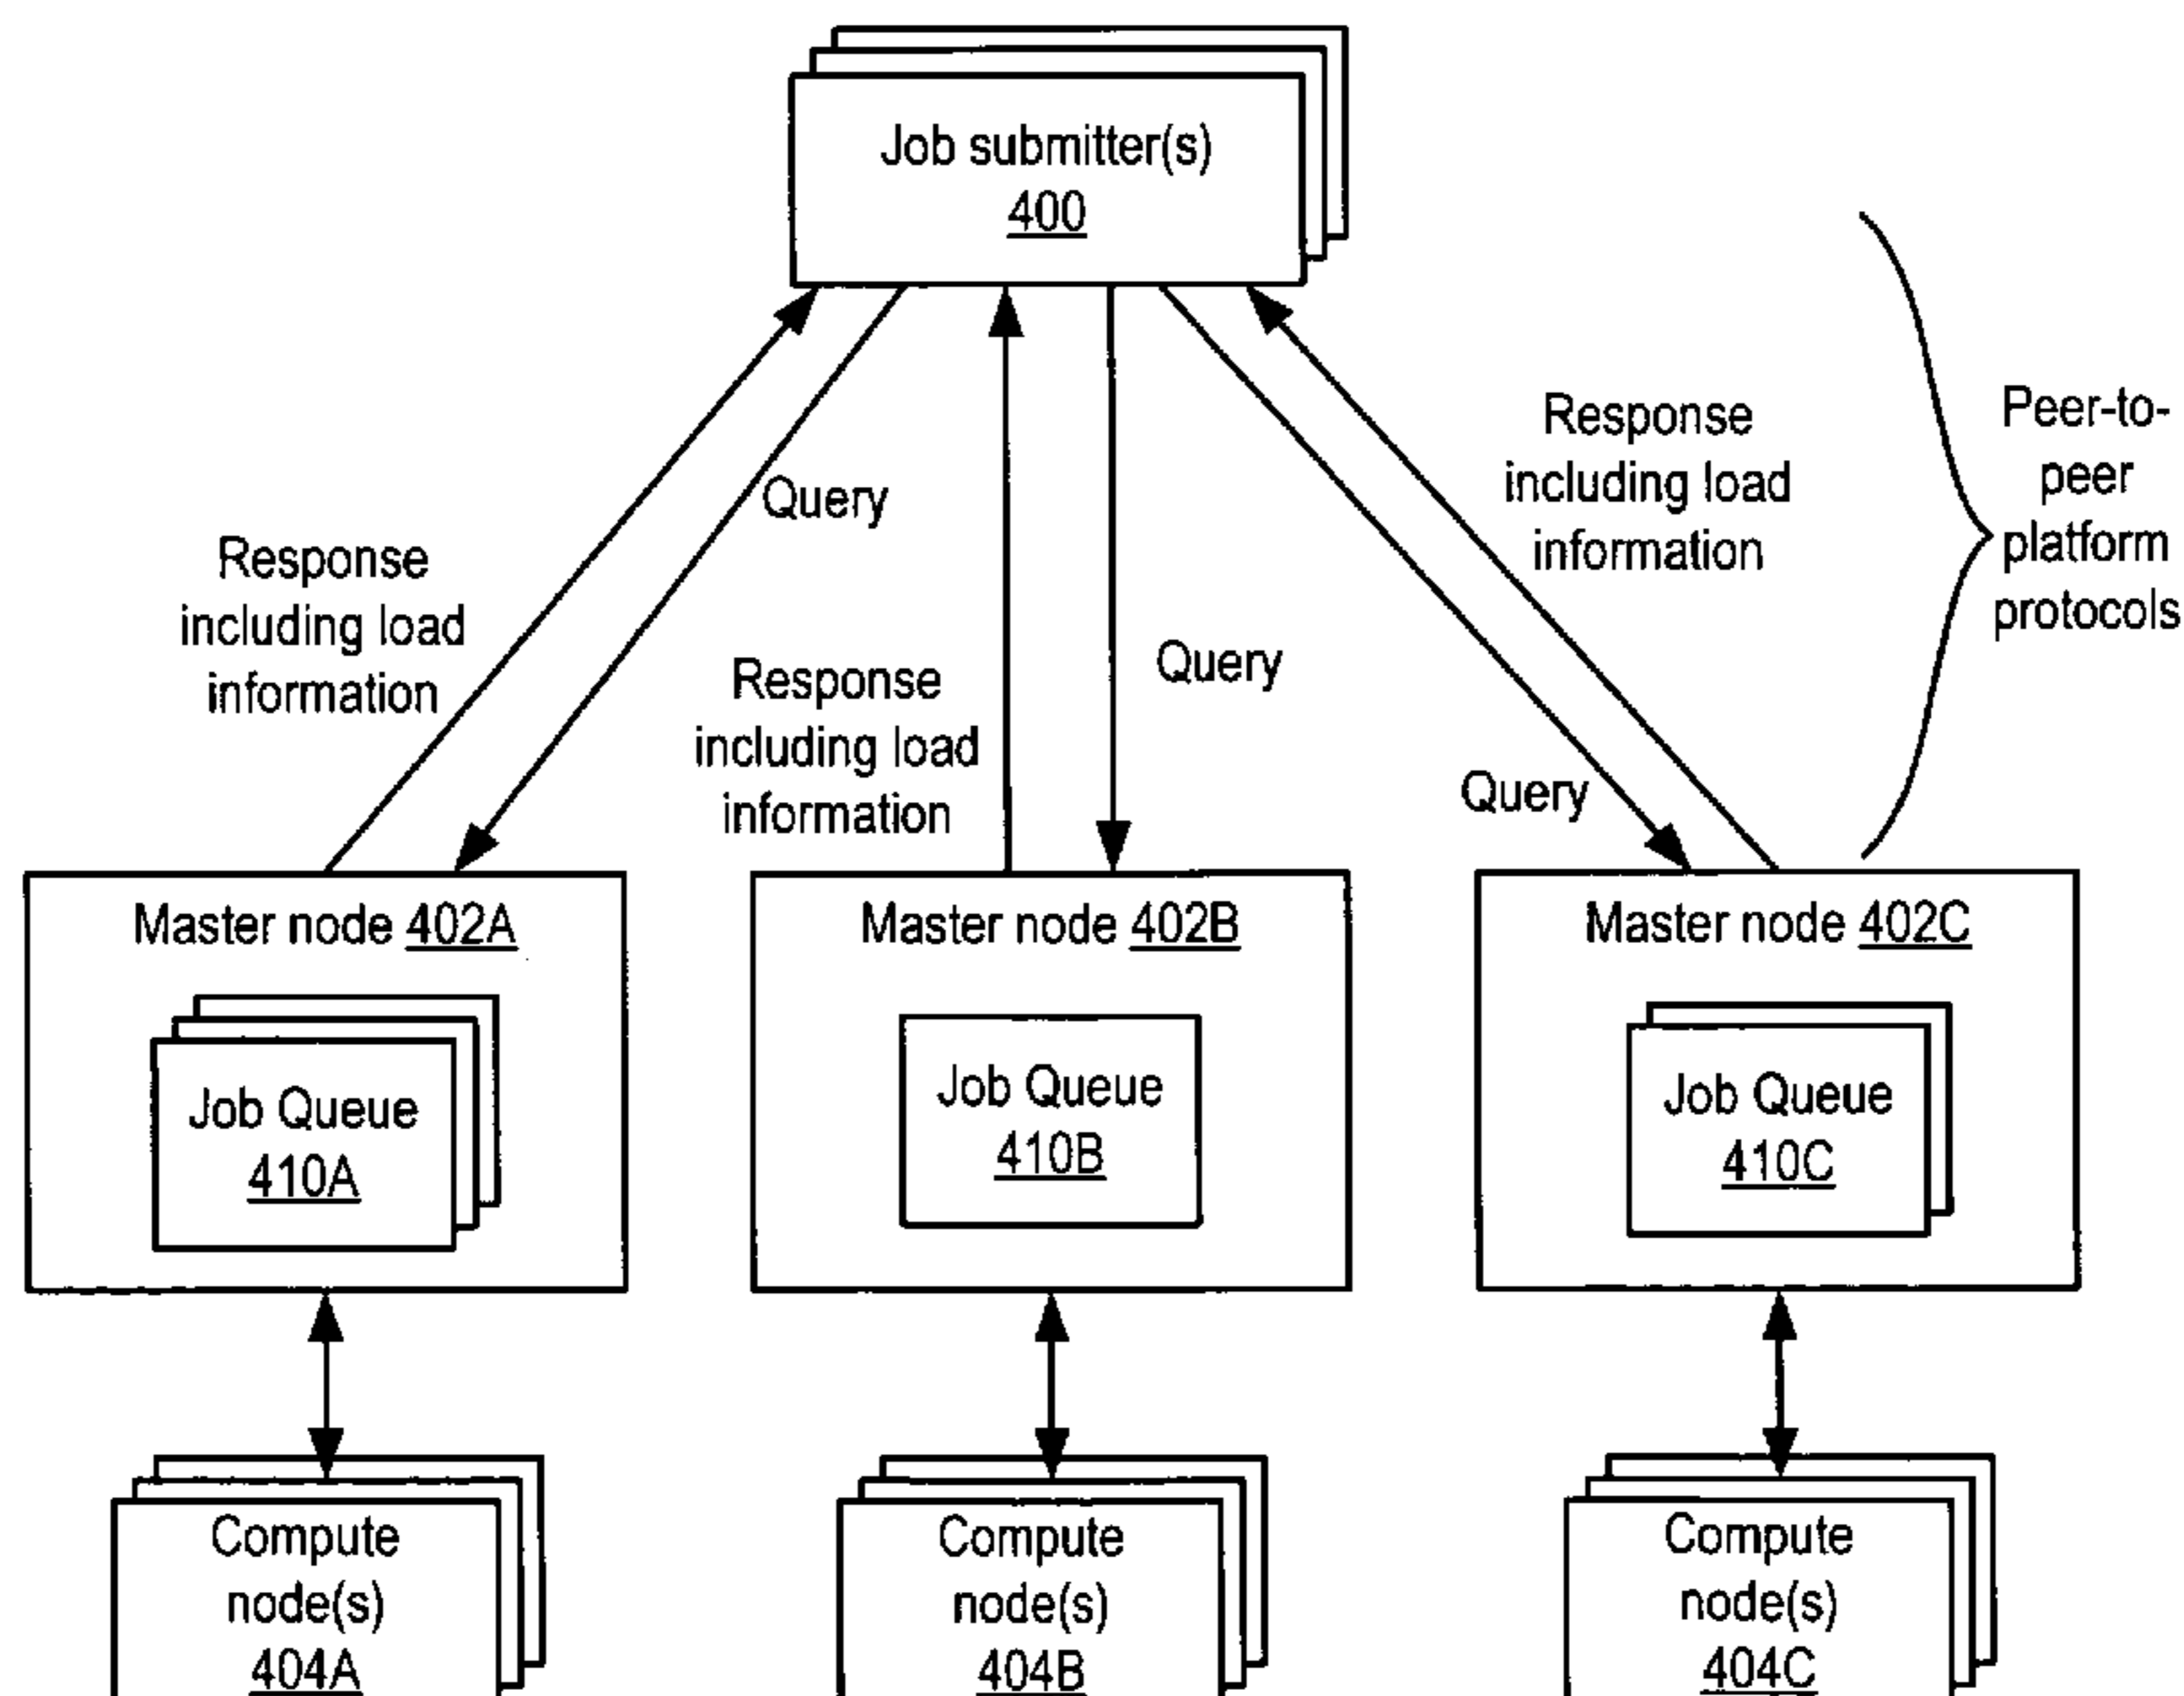 Job submitter(s)
400
Response
including load
information
Query
Response
including load
information
Query
Response
including load
information
Query
Peer-to-
peer
platform
protocols
Master node 402A
Job Queue
410A
Master node 402B
Job Queue
410B
Master node 402C
Job Queue
410C
Compute
node(s)
404A
Compute
node(s)
404B
Compute
node(s)
404C